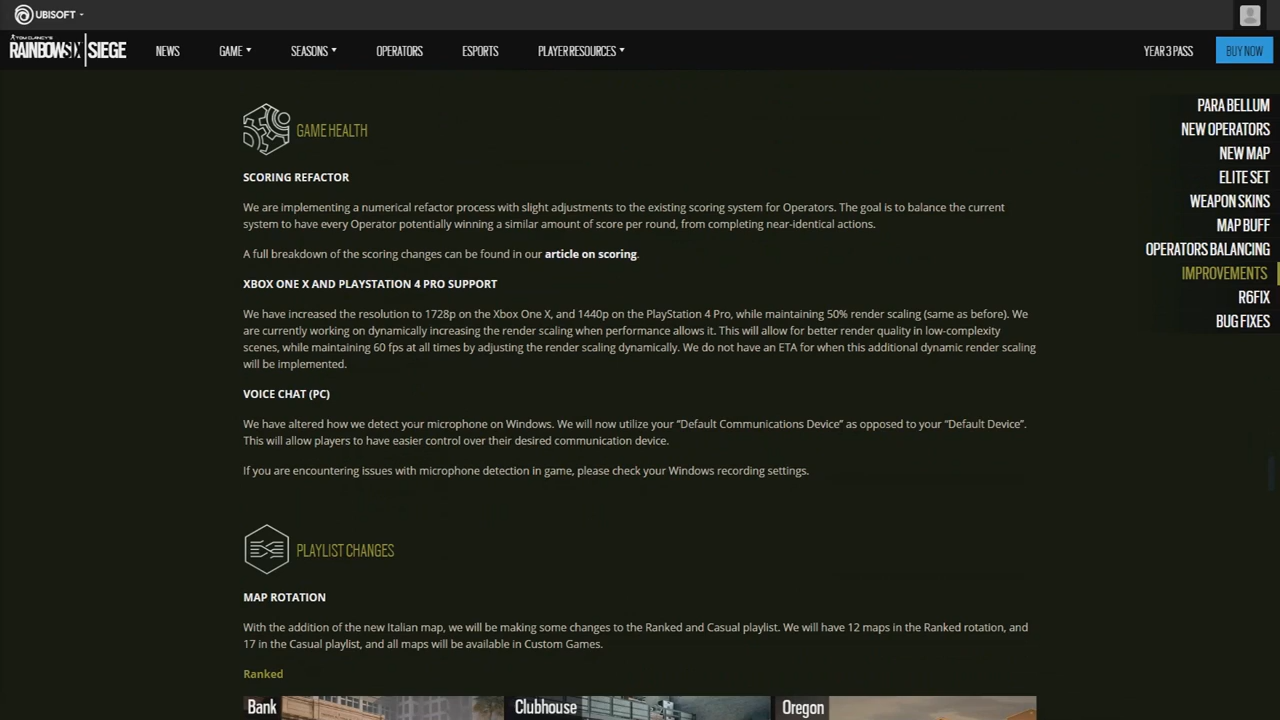 UBISOFT
TOM CLANCY'S
RAINBOWSIX|SIEGE
NEWS
GAME
SEASONS
OPERATORS
ESPORTS
PLAYER RESOURCES
YEAR 3 PASS
BUY NOW
PARA BELLUM
NEW OPERATORS
NEW MAP
ELITE SET
WEAPON SKINS
MAP BUFF
OPERATORS BALANCING
IMPROVEMENTS
R6FIX
BUG FIXES
GAME HEALTH
SCORING REFACTOR
We are implementing a numerical refactor process with slight adjustments to the existing scoring system for Operators. The goal is to balance the current
system to have every Operator potentially winning a similar amount of score per round, from completing near-identical actions.
A full breakdown of the scoring changes can be found in our article on scoring.
XBOX ONE X AND PLAYSTATION 4 PRO SUPPORT
We have increased the resolution to 1728p on the Xbox One X, and 1440p on the PlayStation 4 Pro, while maintaining 50% render scaling (same as before). We
are currently working on dynamically increasing the render scaling when performance allows it. This will allow for better render quality in low-complexity
scenes, while maintaining 60 fps at all times by adjusting the render scaling dynamically. We do not have an ETA for when this additional dynamic render scaling
will be implemented.
VOICE CHAT (PC)
We have altered how we detect your microphone on Windows. We will now utilize your “Default Communications Device” as opposed to your “Default Device”.
This will allow players to have easier control over their desired communication device.
If you are encountering issues with microphone detection in game, please check your Windows recording settings.
PLAYLIST CHANGES
MAP ROTATION
With the addition of the new Italian map, we will be making some changes to the Ranked and Casual playlist. We will have 12 maps in the Ranked rotation, and
17 in the Casual playlist, and all maps will be available in Custom Games.
Ranked
Bank
Clubhouse
Oregon